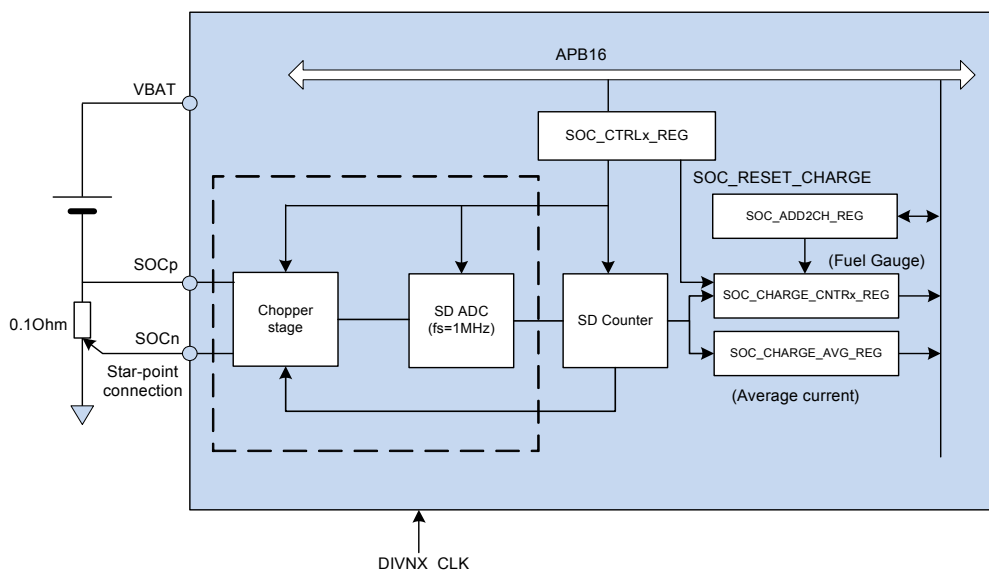 APB16
VBAT
SOC_CTRLx_REG
SOC_RESET_CHARGE
SOC_ADD2CH_REG
(Fuel Gauge)
SOCp
Chopper
stage
SD ADC
(fs=1MHz)
SD Counter
SOC_CHARGE_CNTRx_REG
0.1Ohm
SOCn
SOC_CHARGE_AVG_REG
Star-point
connection
(Average current)
DIVNX_CLK